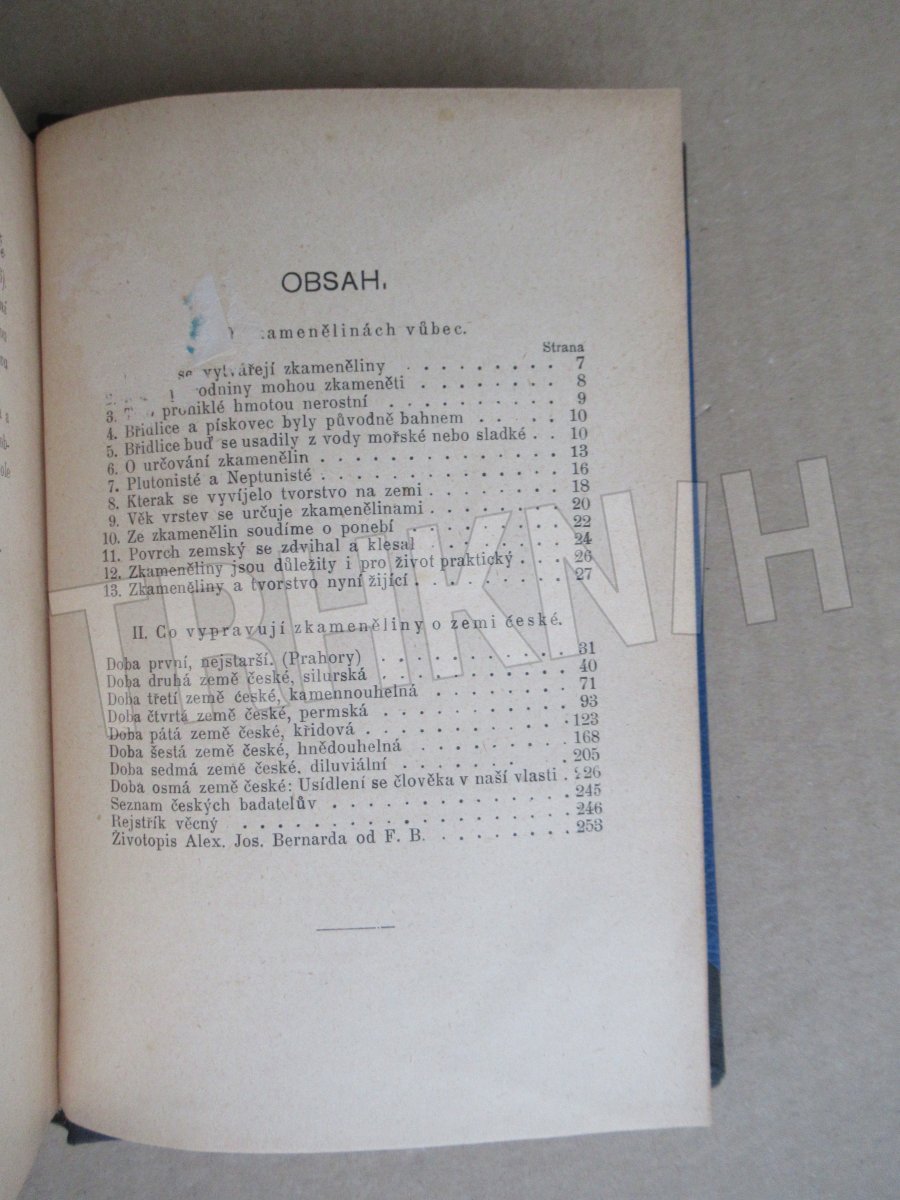 OBSAH.
kamenělinách vůbec.
Strana
se vytvářejí zkameněliny . . . . . . . . . 7
mohou zkameněti . . . . . . . . 8
3. proniklé hmotou nerostní . . . . . . . . . 9
4. Břidlice a pískovec byly původně bahnem . . . . . 10
5. Břidlice buď se usadily z vody mořské nebo sladké . . 10
6. O určování zkamenělin . . . . . . . . . . . 13
7. Plutonisté a Neptunisté . . . . . . . . . . . 16
8. Kterak se vyvíjelo tvorstvo na zemi . . . . . . . 18
9. Věk vrstev se určuje zkamenělinami . . . . . . . 20
10. Ze zkamenělin soudíme o ponebí . . . . . . . . 22
11. Povrch zemský se zdvihal a klesal . . . . . . . 24
12. Zkameněliny jsou důležity i pro život praktický . . . 26
13. Zkameněliny a tvorstvo nyní žijící . . . . . . . . 27
II. Co vypravují zkameněliny o zemi české.
Doba první, nejstarší. (Prahory) . . . . . . . . . 31
Doba druhá země české, silurská . . . . . . . . . 40
Doba třetí země české, kamennouhelná . . . . . . . 71
Doba čtvrtá země české, permská . . . . . . . . . 93
Doba pátá země české, křidová . . . . . . . . . . 123
Doba šestá země české, hnědouhelná . . . . . . . . 168
Doba sedmá země české, diluviální . . . . . . . . 205
Doba osmá země české: Usídlení se člověka v naší vlasti . 226
Seznam českých badatelův . . . . . . . . . . . 245
Rejstřík věcný . . . . . . . . . . . . . . . 246
Životopis Alex. Jos. Bernarda od F. B. . . . . . . . 253
TRHKNIH